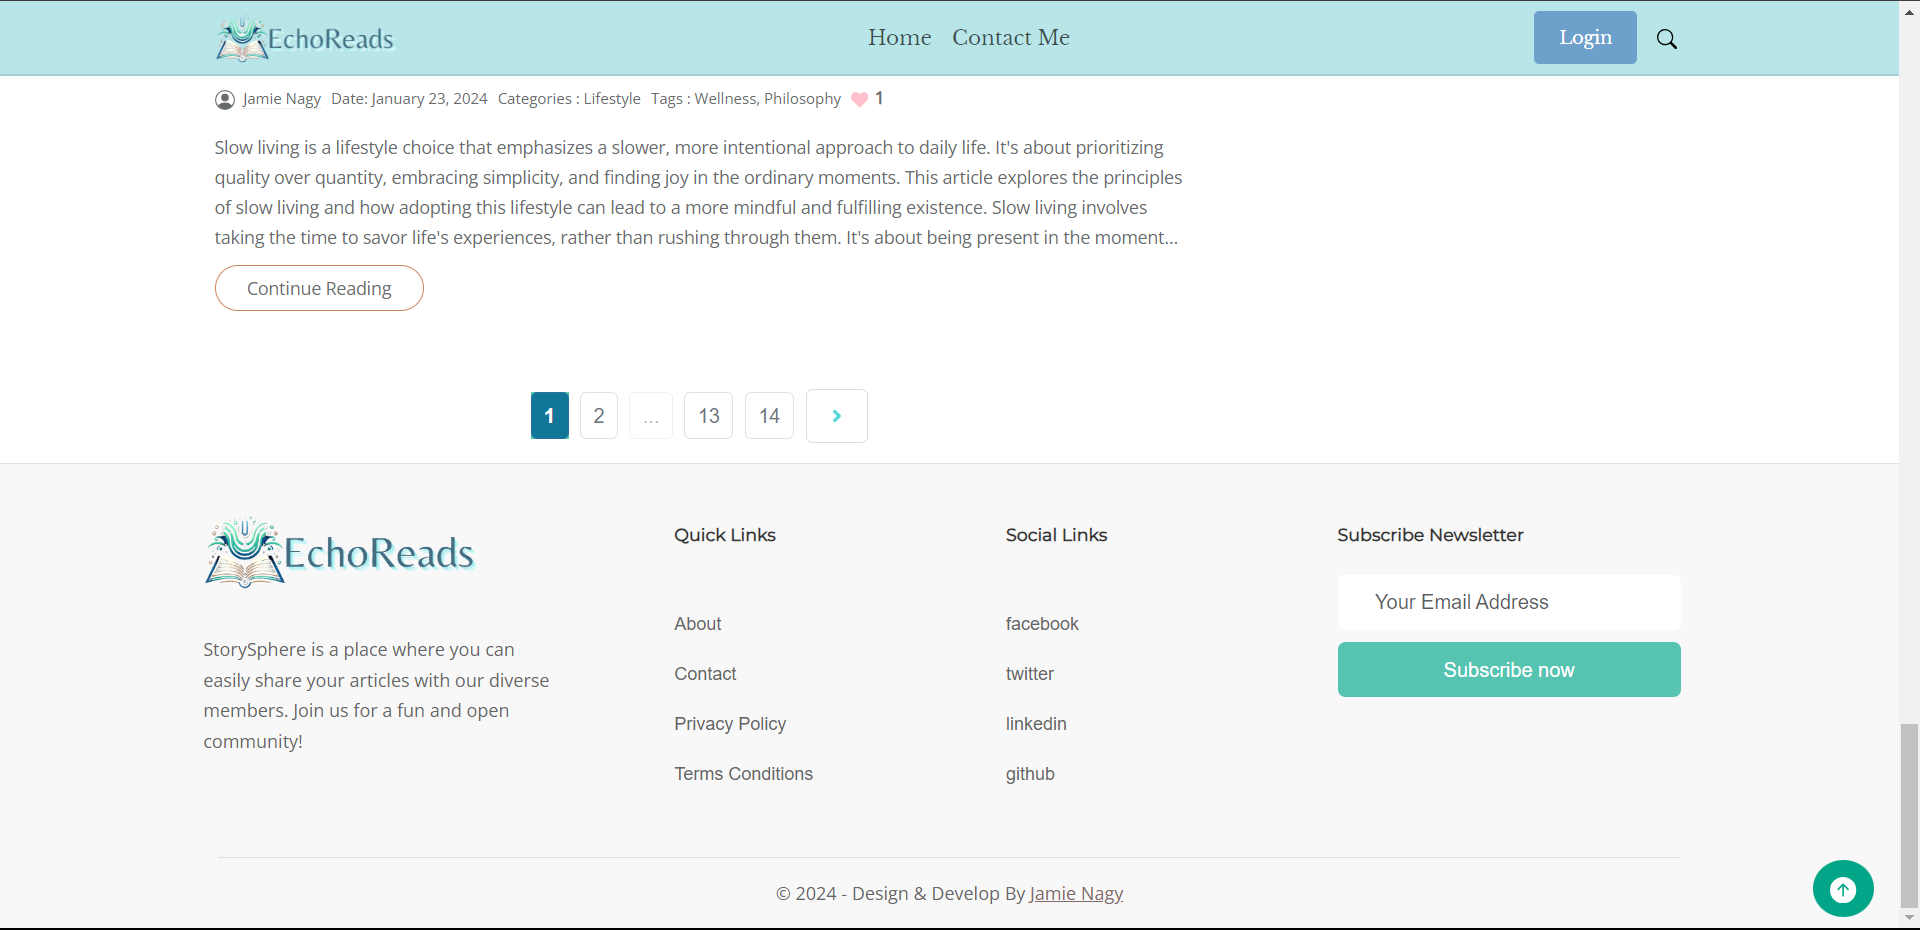 EchoReads
Home Contact Me
Login
Jamie Nagy Date: January 23, 2024 Categories : Lifestyle Tags : Wellness, Philosophy 1
Slow living is a lifestyle choice that emphasizes a slower, more intentional approach to daily life. It's about prioritizing
quality over quantity, embracing simplicity, and finding joy in the ordinary moments. This article explores the principles
of slow living and how adopting this lifestyle can lead to a more mindful and fulfilling existence. Slow living involves
taking the time to savor life's experiences, rather than rushing through them. It's about being present in the moment...
Continue Reading
1 2 ... 13 14
EchoReads
StorySphere is a place where you can
easily share your articles with our diverse
members. Join us for a fun and open
community!
Quick Links
About
Contact
Privacy Policy
Terms Conditions
Social Links
facebook
twitter
linkedin
github
Subscribe Newsletter
Your Email Address
Subscribe now
© 2024 - Design & Develop By Jamie Nagy